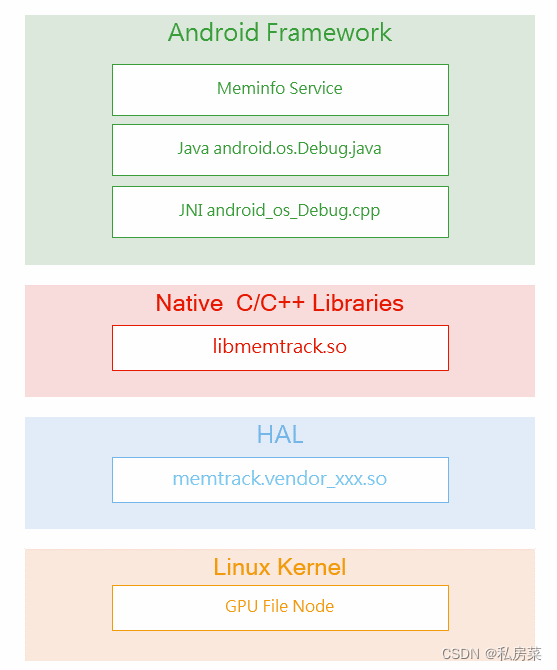 Android Framework
Meminfo Service
Java android.os.Debug.java
JNI android_os_Debug.cpp
Native C/C++ Libraries
libmemtrack.so
HAL
memtrack.vendor_xxx.so
Linux Kernel
GPU File Node
CSDN @私房菜